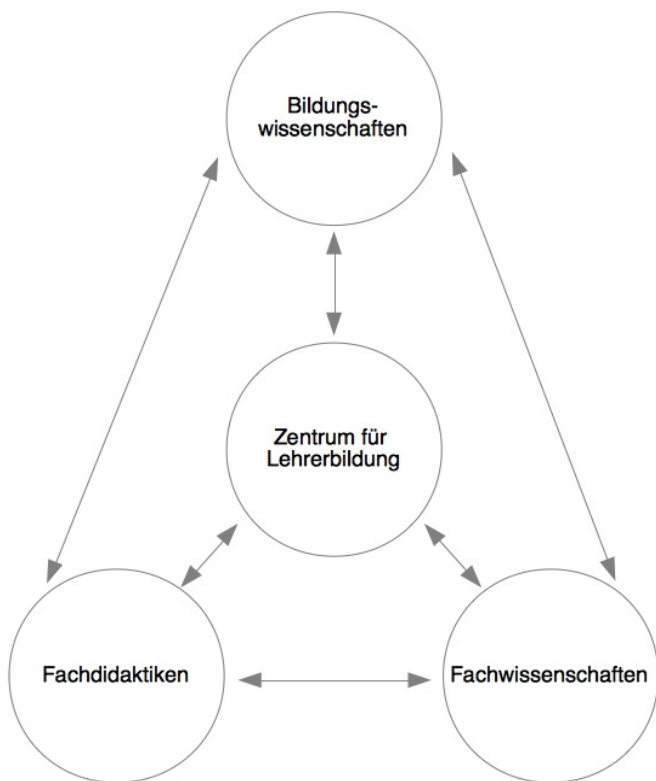 Bildungs-
wissenschaften
Zentrum für
Lehrerbildung
Fachdidaktiken
Fachwissenschaften